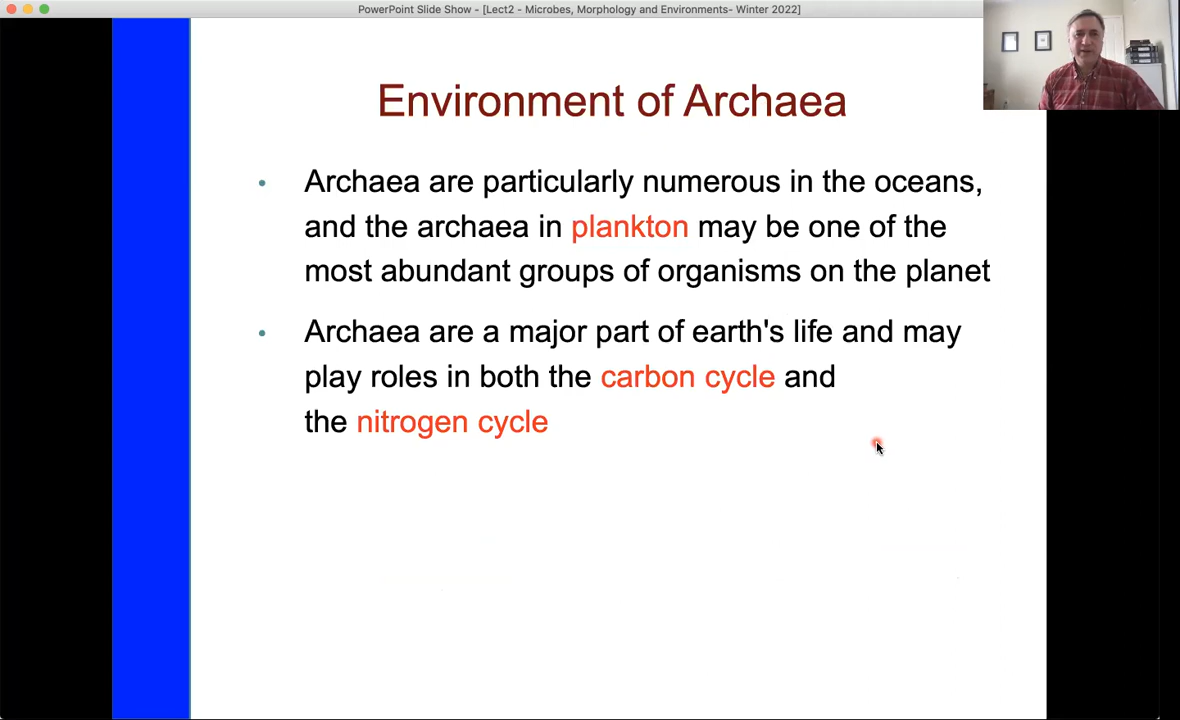 PowerPoint Slide Show - [Lect2 - Microbes, Morphology and Environments- Winter 2022]
Environment of Archaea
• Archaea are particularly numerous in the oceans,
and the archaea in plankton may be one of the
most abundant groups of organisms on the planet
• Archaea are a major part of earth's life and may
play roles in both the carbon cycle and
the nitrogen cycle